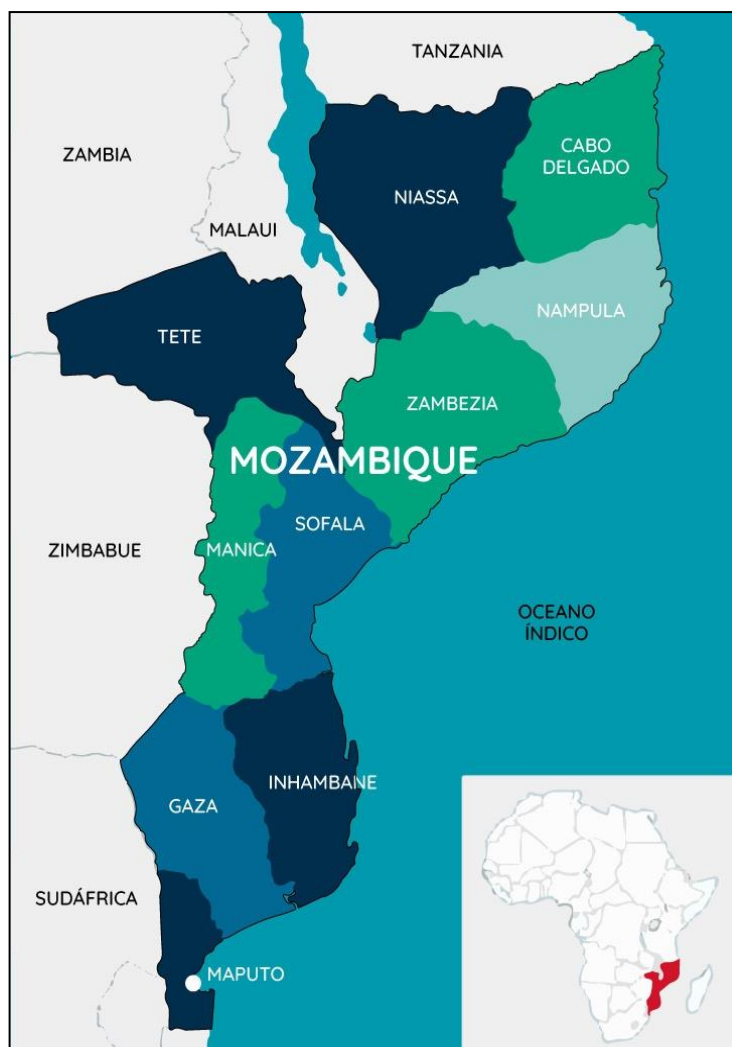 TANZANIA
CABO
DELGADO
ZAMBIA
NIASSA
MALAUI
NAMPULA
TETE
ZAMBEZIA
MOZAMBIQUE
SOFALA
MANICA
ZIMBABUE
OCEANO
ÍNDICO
INHAMBANE
GAZA
SUDÁFRICA
MAPUTO